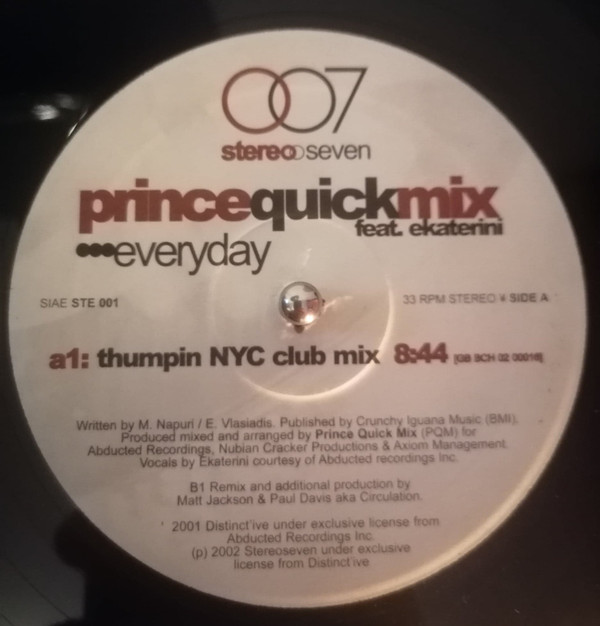 007
stereoseven
princequickmix
feat. ekaterini
•••everyday
SIAE STE 001
33 RPM STEREO ¥ SIDE A
a1: thumpin NYC club mix 8:44
Written by M. Napuri / E. Vlasiadis. Published by Crunchy Iguana Music (BMI).
Produced mixed and arranged by Prince Quick Mix (PQM) for
Abducted Recordings, Nubian Cracker Productions & Axiom Management.
Vocals by Ekaterini courtesy of Abducted recordings Inc.
B1 Remix and additional production by
Matt Jackson & Paul Davis aka Circulation.
' 2001 Distinct'ive under exclusive license from
Abducted Recordings Inc.
(p) 2002 Stereoseven under exclusive
license from Distinct'ive